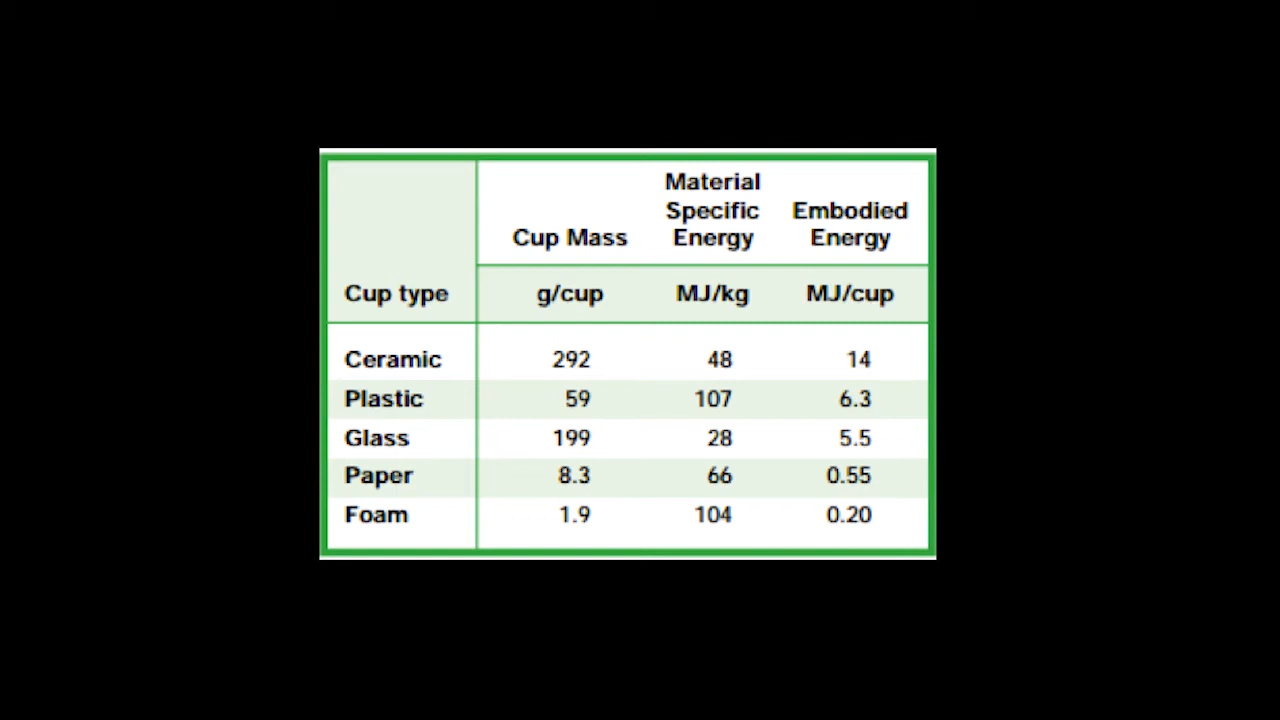 Material
Specific Embodied
Cup Mass Energy Energy
Cup type g/cup MJ/kg MJ/cup
Ceramic 292 48 14
Plastic 59 107 6.3
Glass 199 28 5.5
Paper 8.3 66 0.55
Foam 1.9 104 0.20